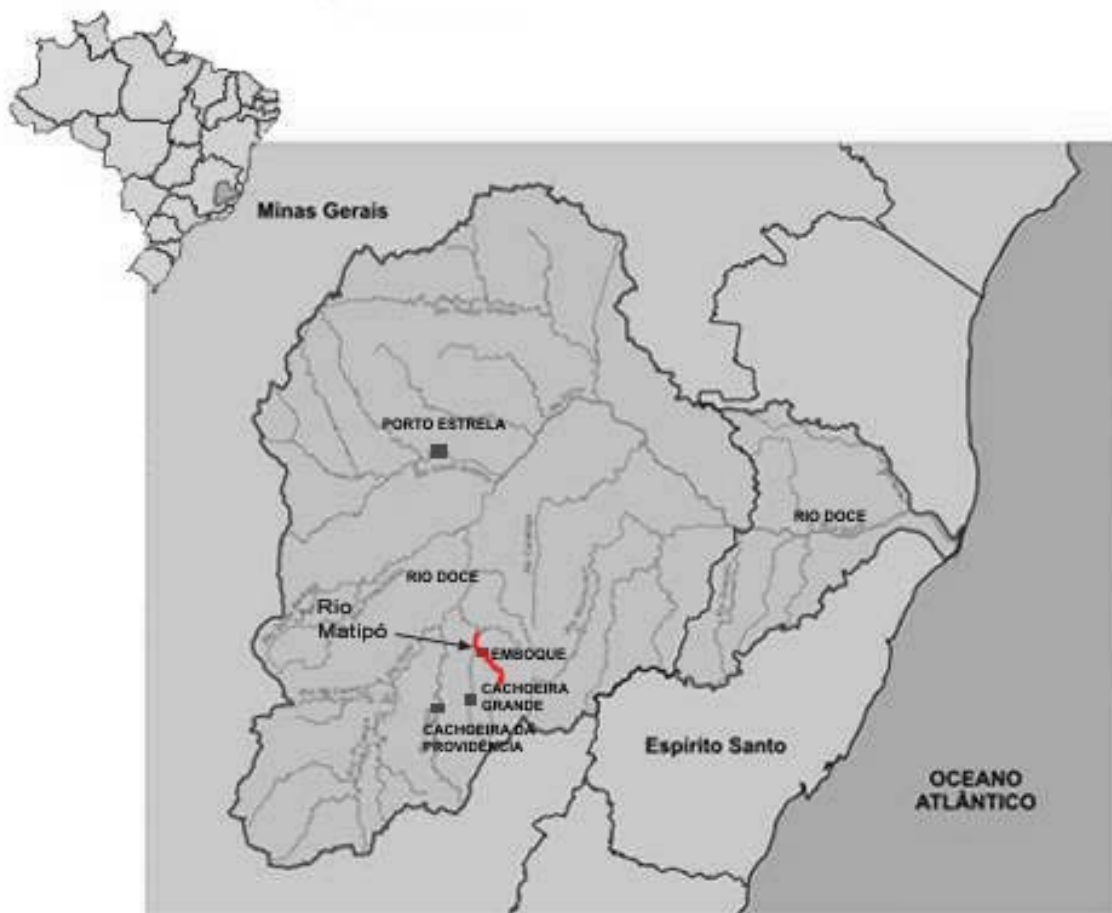 Minas Gerais
PORTO ESTRELA
RIO DOCE
RIO DOCE
Rio
Matipó
EMBOQUE
CACHOEIRA
GRANDE
CACHOEIRA DA
PROVIDÊNCIA
Espírito Santo
OCEANO
ATLÂNTICO